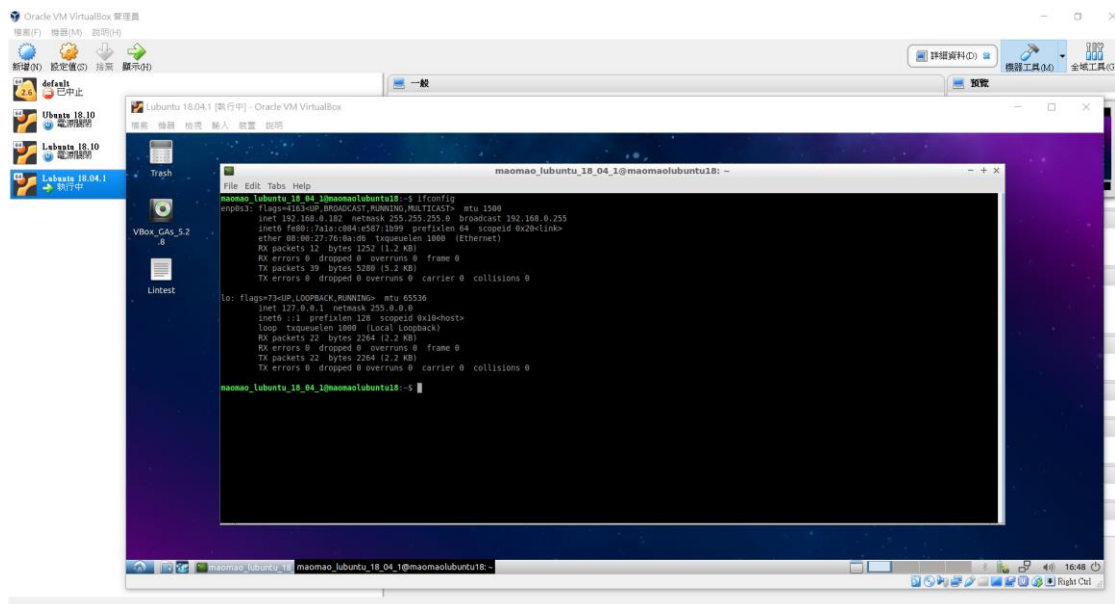 Oracle VM VirtualBox 管理員
檔案(F) 機器(M) 說明(H)
新增(N) 設定值(S) 捨棄 顯示(H)
詳細資料(D)
機器工具(M) 全域工具(G
default
已中止
Ubuntu 18.10
電源關閉
Lubuntu 18.10
電源關閉
Lubuntu 18.04.1
執行中
一般
預覽
Lubuntu 18.04.1 [執行中] - Oracle VM VirtualBox
檔案 機器 檢視 輸入 裝置 說明
Trash
VBox_GAs_5.2
.8
Lintest
maomao_lubuntu_18_04_1@maomaolubuntu18: ~
File Edit Tabs Help
maomao_lubuntu_18_04_1@maomaolubuntu18:~$ ifconfig
enp0s3: flags=4163<UP,BROADCAST,RUNNING,MULTICAST> mtu 1500
inet 192.168.0.182 netmask 255.255.255.0 broadcast 192.168.0.255
inet6 fe80::7a1a:c084:e587:1b99 prefixlen 64 scopeid 0x20<link>
ether 08:00:27:76:0a:d6 txqueuelen 1000 (Ethernet)
RX packets 12 bytes 1252 (1.2 KB)
RX errors 0 dropped 0 overruns 0 frame 0
TX packets 39 bytes 5280 (5.2 KB)
TX errors 0 dropped 0 overruns 0 carrier 0 collisions 0
lo: flags=73<UP,LOOPBACK,RUNNING> mtu 65536
inet 127.0.0.1 netmask 255.0.0.0
inet6 ::1 prefixlen 128 scopeid 0x10<host>
loop txqueuelen 1000 (Local Loopback)
RX packets 22 bytes 2264 (2.2 KB)
RX errors 0 dropped 0 overruns 0 frame 0
TX packets 22 bytes 2264 (2.2 KB)
TX errors 0 dropped 0 overruns 0 carrier 0 collisions 0
maomao_lubuntu_18_04_1@maomaolubuntu18:~$
maomao_lubuntu_18 maomao_lubuntu_18_04_1@maomaolubuntu18: ~
16:48
Right Ctrl